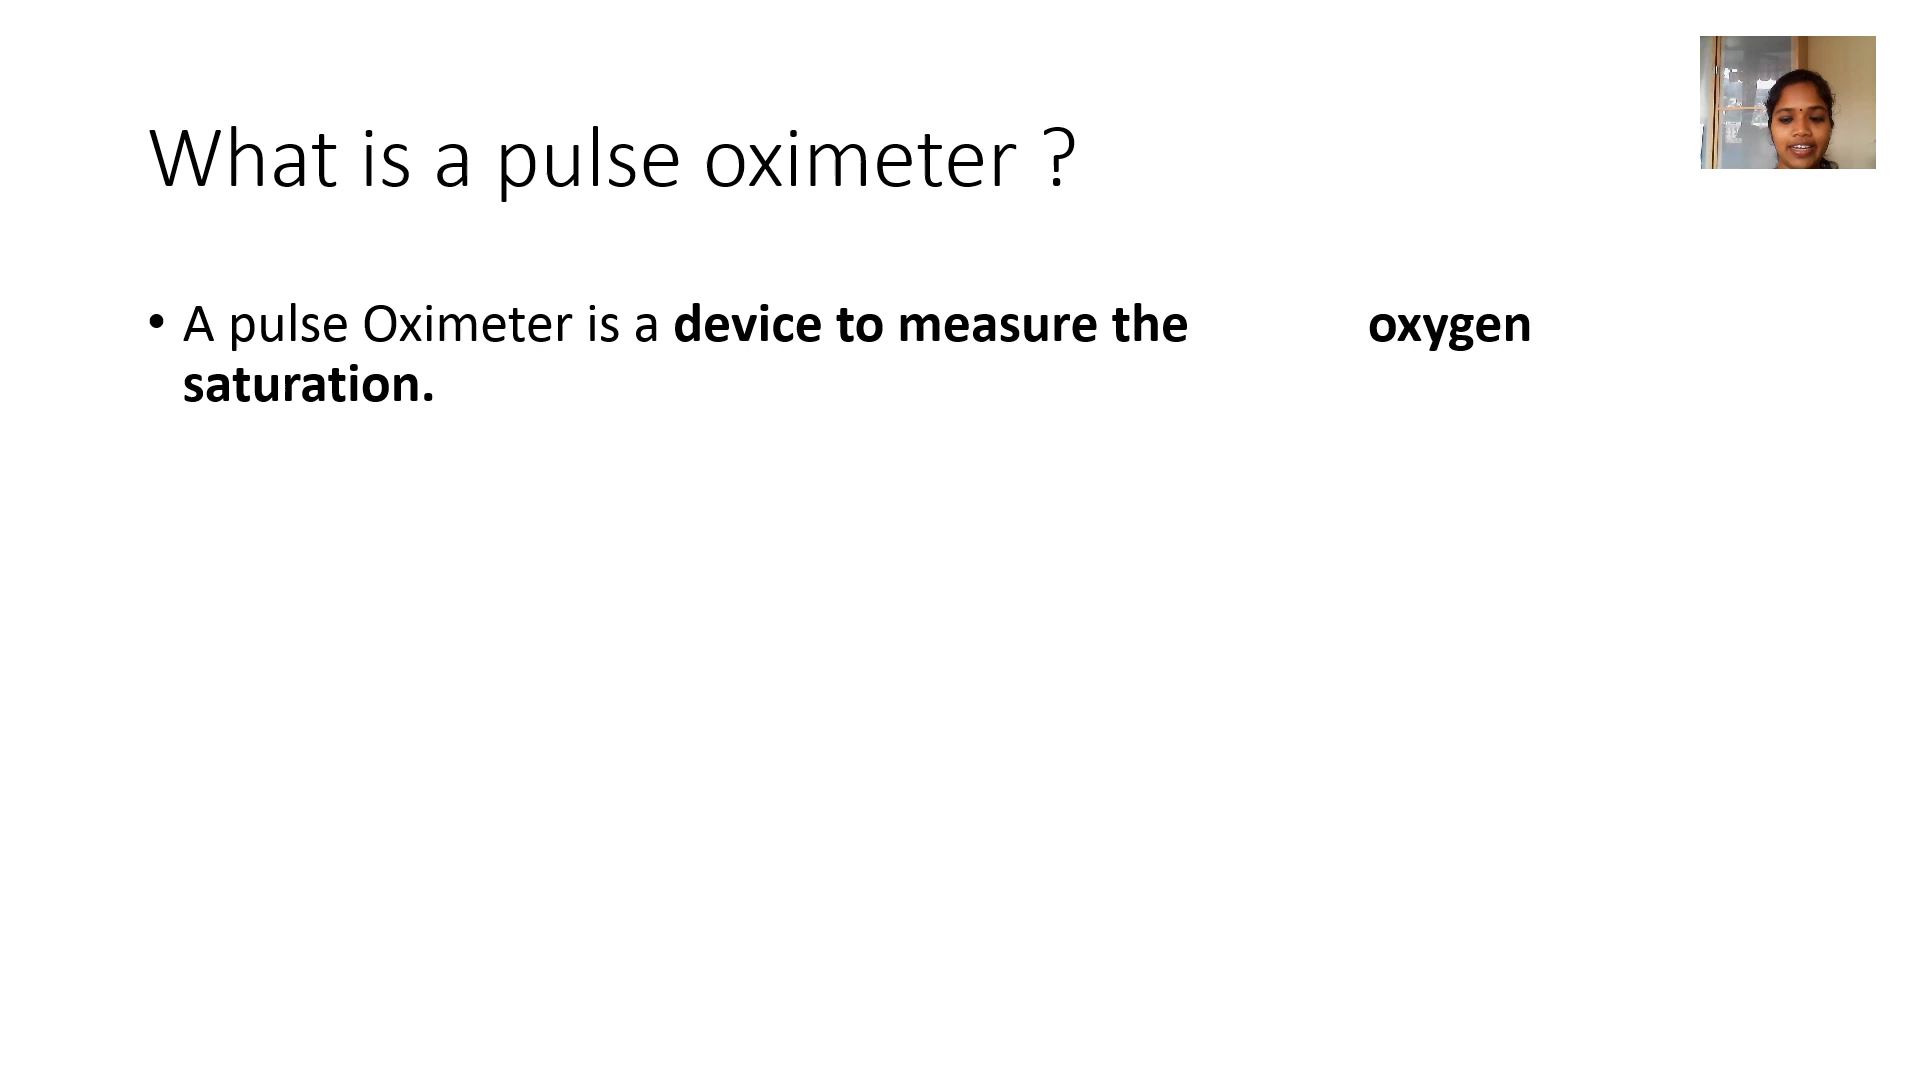 What is a pulse oximeter ?
• A pulse Oximeter is a device to measure the oxygen
saturation.